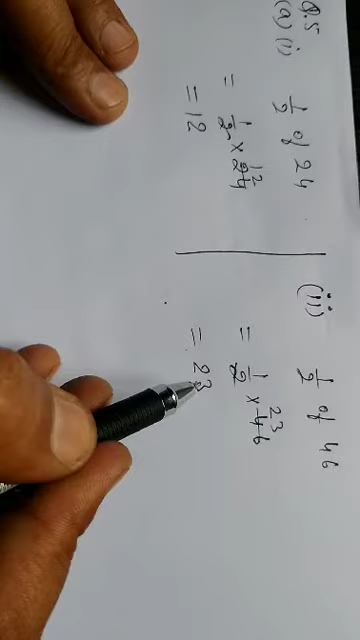 Q.5
(a) (i) 1/2 of 24
= 1/2 × 24 12
= 12
(ii) 1/2 of 46
= 1/2 × 46 23
= 23